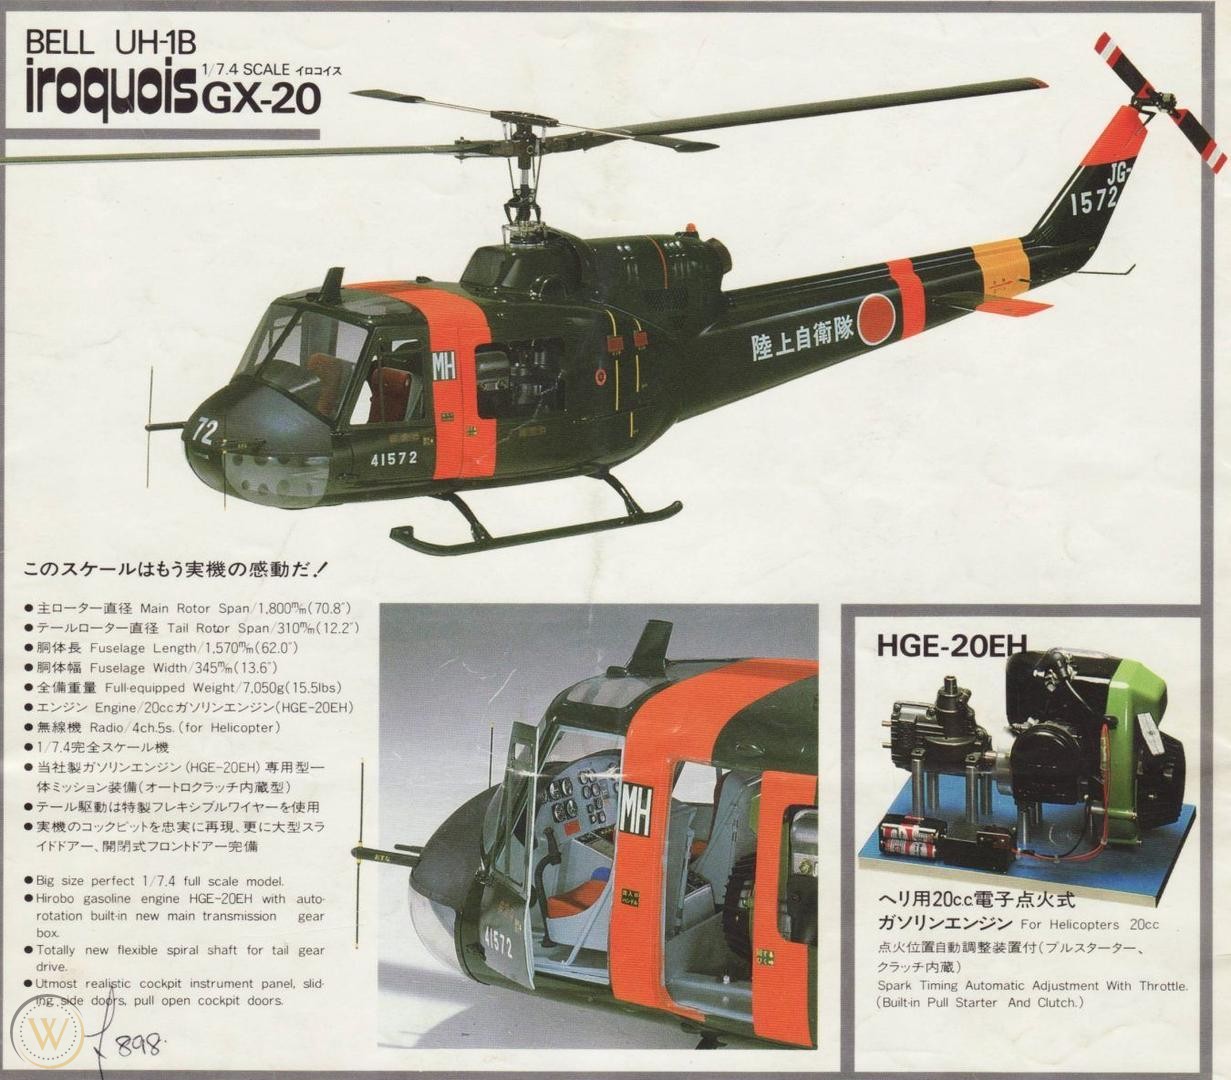 BELL UH-1B
iroquois 1/7.4 SCALE イロコイス
GX-20
JG-
1572
陸上自衛隊
MH
72
41572
このスケールはもう実機の感動だ!
● 主ローター直径 Main Rotor Span/1,800㎜(70.8″)
● テールローター直径 Tail Rotor Span/310㎜(12.2″)
● 胴体長 Fuselage Length/1,570㎜(62.0″)
● 胴体幅 Fuselage Width/345㎜(13.6″)
● 全備重量 Full-equipped Weight/7,050g(15.5lbs)
● エンジン Engine/20ccガソリンエンジン(HGE-20EH)
● 無線機 Radio/4ch.5s.(for Helicopter)
● 1/7.4完全スケール機
● 当社製ガソリンエンジン(HGE-20EH)専用型一
体ミッション装備(オートロクラッチ内蔵型)
● テール駆動は特製フレキシブルワイヤーを使用
● 実機のコックピットを忠実に再現、更に大型スラ
イドドアー、開閉式フロントドアー完備
● Big size perfect 1/7.4 full scale model.
● Hirobo gasoline engine HGE-20EH with auto-
rotation built-in new main transmission gear
box.
● Totally new flexible spiral shaft for tail gear
drive.
● Utmost realistic cockpit instrument panel, slid-
ing side doors, pull open cockpit doors.
W
£898.
MH
41572
HGE-20EH
ヘリ用20c.c.電子点火式
ガソリンエンジン For Helicopters 20cc
点火位置自動調整装置付(プルスターター、
クラッチ内蔵)
Spark Timing Automatic Adjustment With Throttle.
(Built-in Pull Starter And Clutch.)